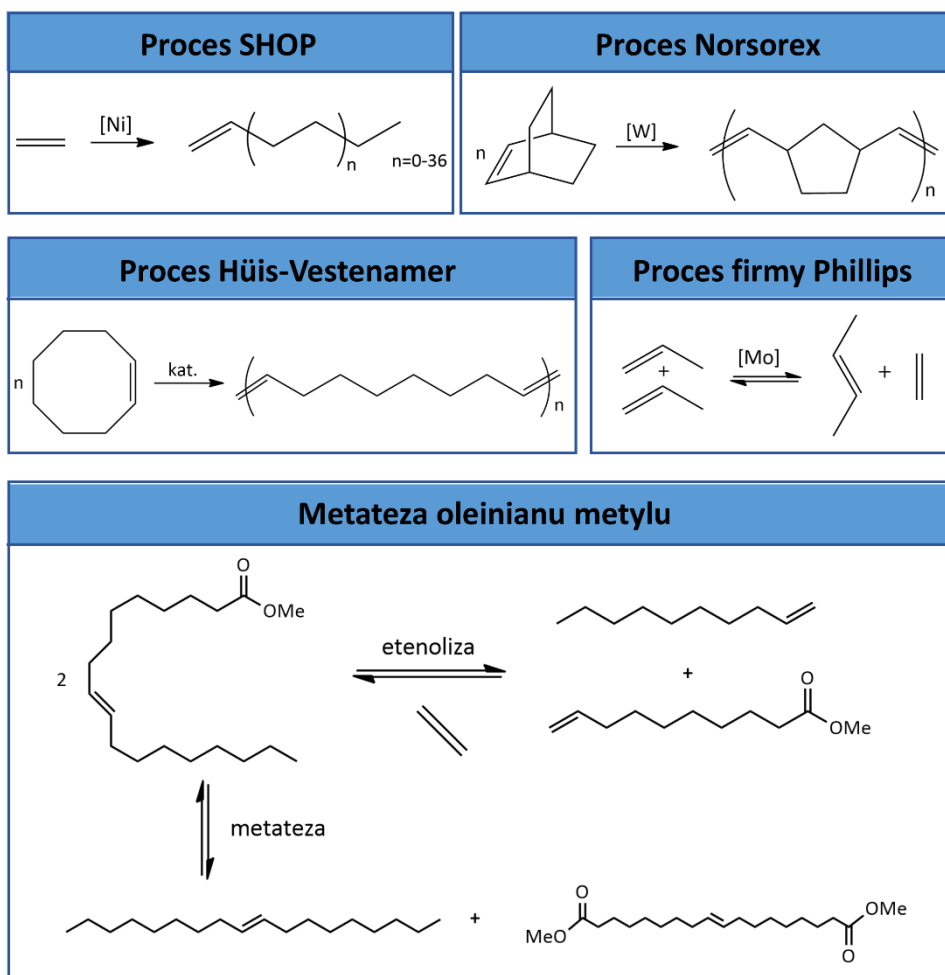 Proces SHOP
[Ni]
n
n=0-36
Proces Norsorex
n
[W]
n
Proces Hüis-Vestenamer
n
kat.
n
Proces firmy Phillips
+
[Mo]
+
Metateza oleinianu metylu
O
OMe
2
etenoliza
+
O
OMe
metateza
+
O
MeO
OMe
O